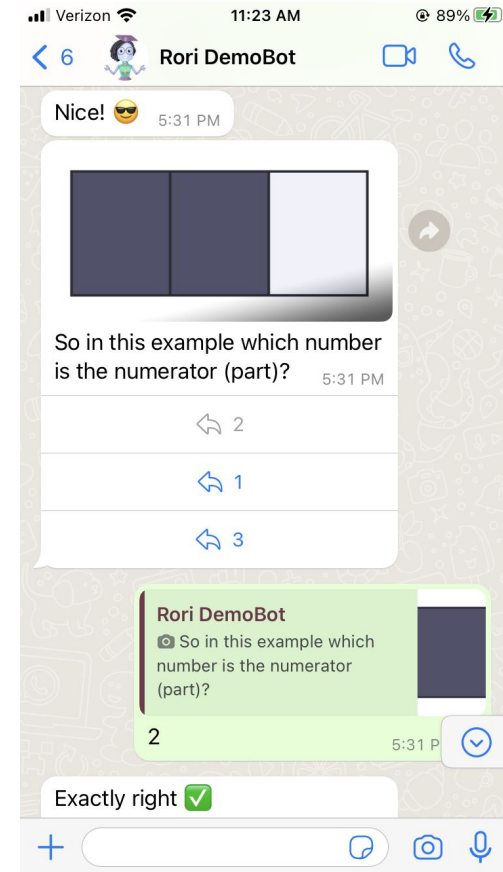 Verizon 11:23 AM 89%
6 Rori DemoBot
Nice! 😎 5:31 PM
So in this example which number
is the numerator (part)? 5:31 PM
2
1
3
Rori DemoBot
So in this example which
number is the numerator
(part)?
2 5:31 P
Exactly right ✅